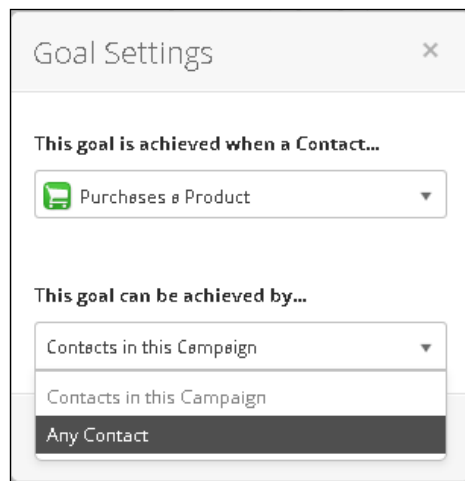 Goal Settings ×
This goal is achieved when a Contact...
Purchases a Product
This goal can be achieved by...
Contacts in this Campaign
Contacts in this Campaign
Any Contact